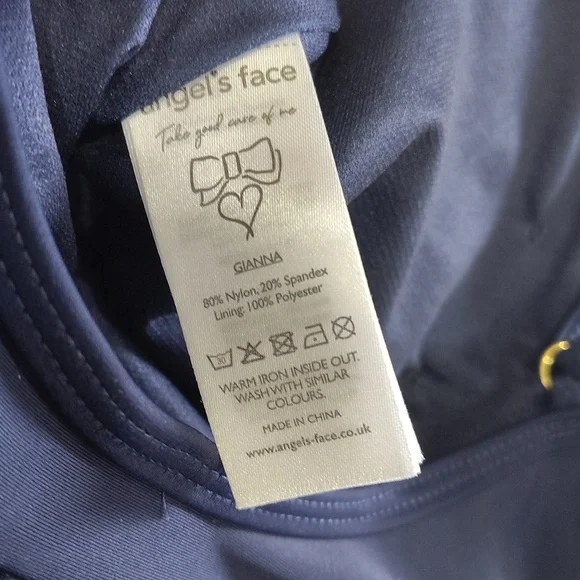 angel's face
Take good care of me
GIANNA
80% Nylon, 20% Spandex
Lining: 100% Polyester
30
WARM IRON INSIDE OUT.
WASH WITH SIMILAR
COLOURS.
MADE IN CHINA
www.angels-face.co.uk